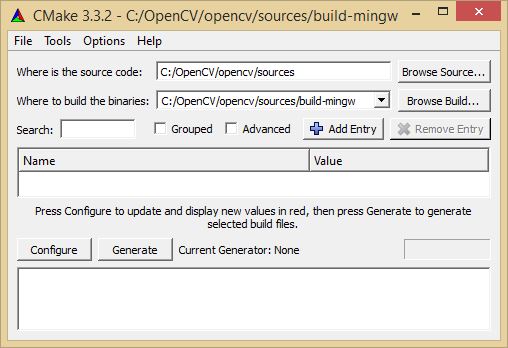 CMake 3.3.2 - C:/OpenCV/opencv/sources/build-mingw
File Tools Options Help
Where is the source code: C:/OpenCV/opencv/sources Browse Source...
Where to build the binaries: C:/OpenCV/opencv/sources/build-mingw Browse Build...
Search: Grouped Advanced Add Entry Remove Entry
Name Value
Press Configure to update and display new values in red, then press Generate to generate
selected build files.
Configure Generate Current Generator: None